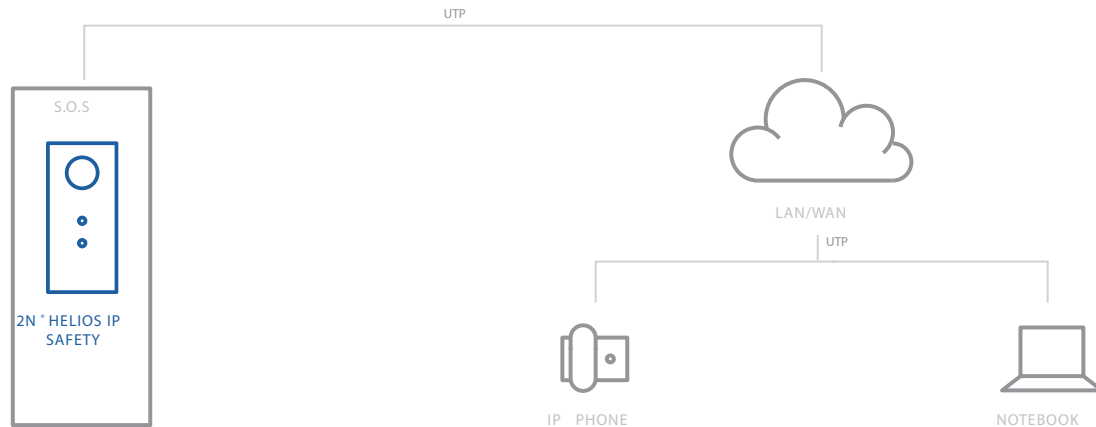 UTP
S.O.S
2N ® HELIOS IP
SAFETY
LAN/WAN
UTP
IP PHONE
NOTEBOOK